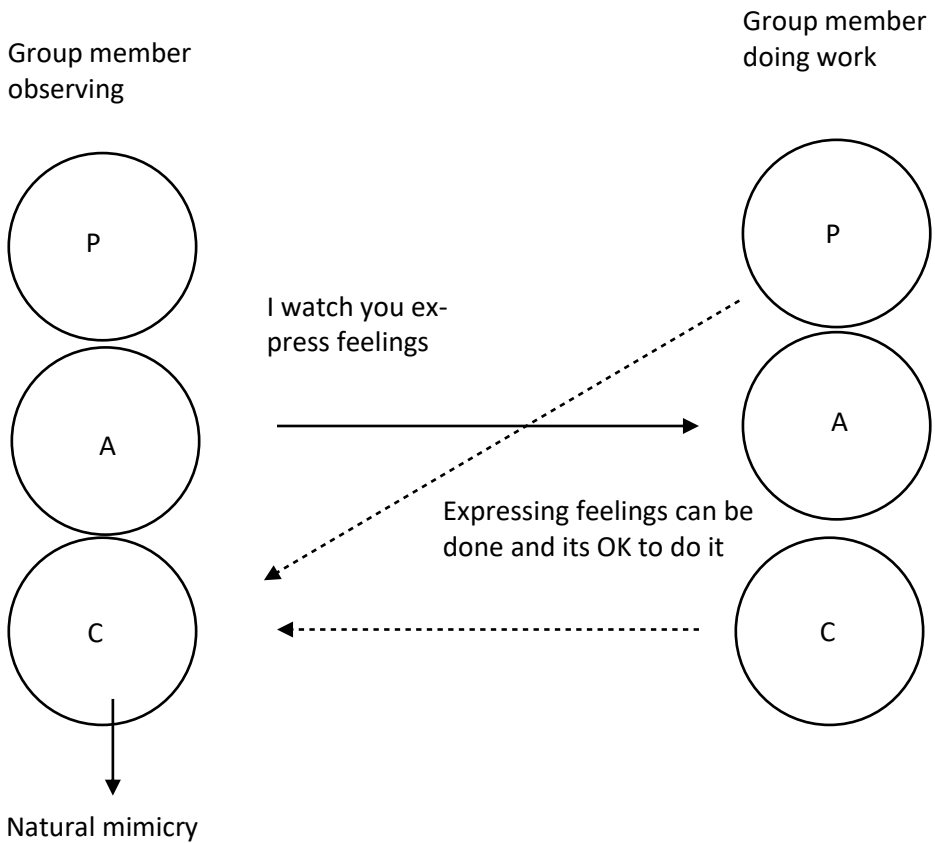 Group member
observing
Group member
doing work
P
P
I watch you ex-
press feelings
A
A
Expressing feelings can be
done and its OK to do it
C
C
Natural mimicry